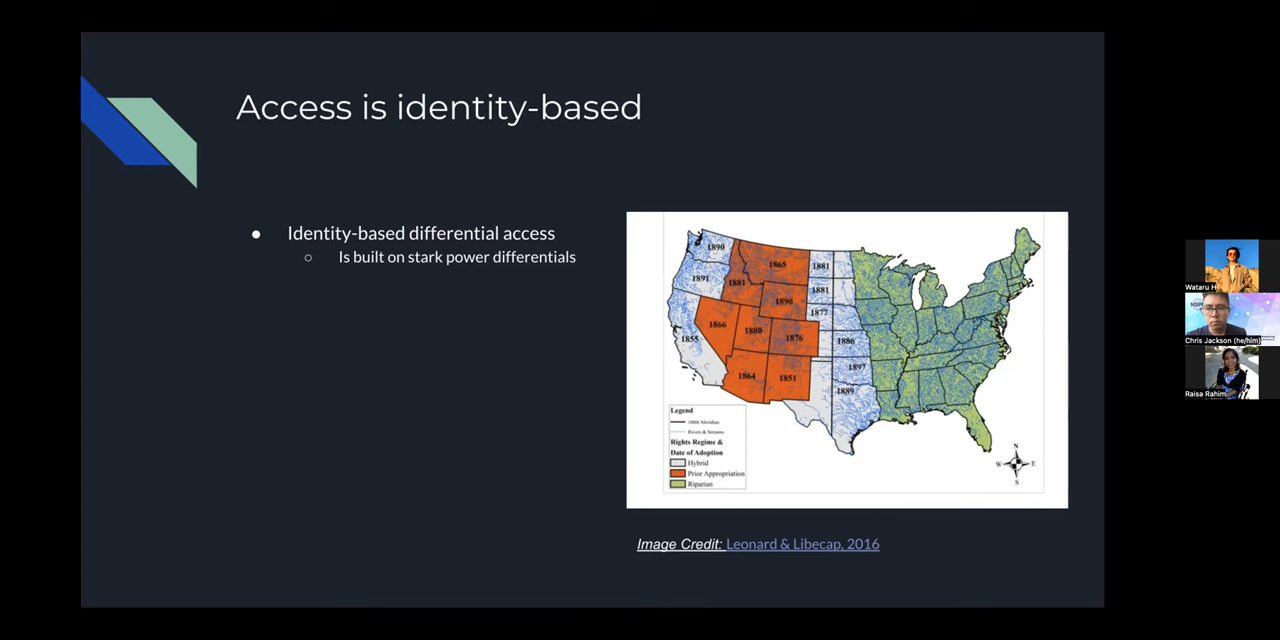 Access is identity-based
● Identity-based differential access
○ Is built on stark power differentials
1890
1865
1881
1891
1881
1881
1890
1877
1866
1880
1876
1855
1886
1864
1851
1897
1889
Legend
100th Meridian
Rivers & Streams
Rights Regime &
Date of Adoption
Hybrid
Prior Appropriation
Riparian
N
W E
S
Image Credit: Leonard & Libecap, 2016
Wataru H
NSPE
Chris Jackson (he/him)
Raisa Rahim